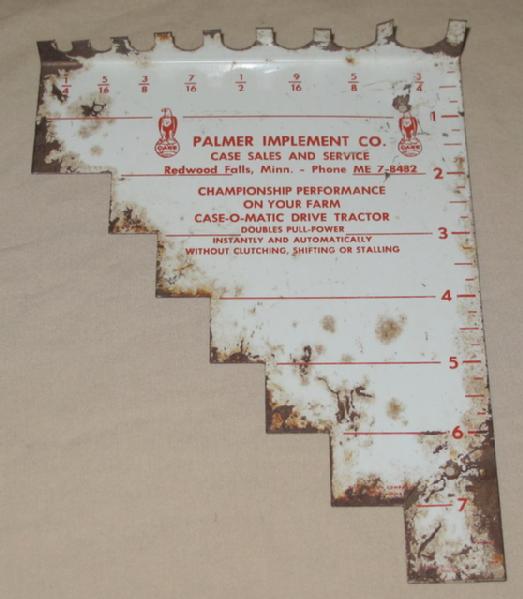 1/4 5/16 3/8 7/16 1/2 9/16 5/8 3/4
1
CASE CASE
PALMER IMPLEMENT CO.
CASE SALES AND SERVICE
Redwood Falls, Minn. - Phone ME 7-8482
2
CHAMPIONSHIP PERFORMANCE
ON YOUR FARM
CASE-O-MATIC DRIVE TRACTOR
DOUBLES PULL-POWER
3
INSTANTLY AND AUTOMATICALLY
WITHOUT CLUTCHING, SHIFTING OR STALLING
4
5
6
7